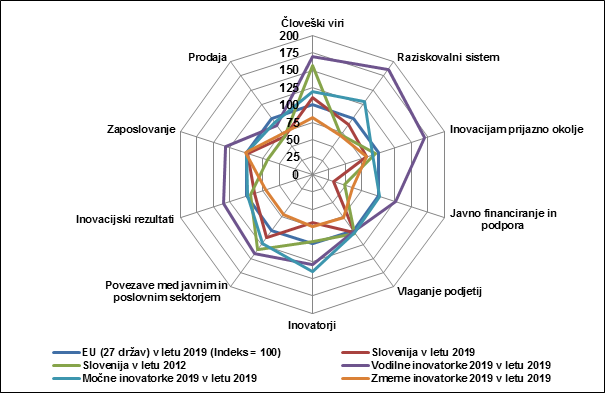 Človeški viri
200
175
150
125
100
75
50
25
0
Prodaja
Raziskovalni sistem
Zaposlovanje
Inovacijam prijazno okolje
Inovacijski rezultati
Javno financiranje in
podpora
Povezave med javnim in
poslovnim sektorjem
Vlaganje podjetij
Inovatorji
EU (27 držav) v letu 2019 (Indeks = 100)
Slovenija v letu 2019
Slovenija v letu 2012
Vodilne inovatorke 2019 v letu 2019
Močne inovatorke 2019 v letu 2019
Zmerne inovatorke 2019 v letu 2019